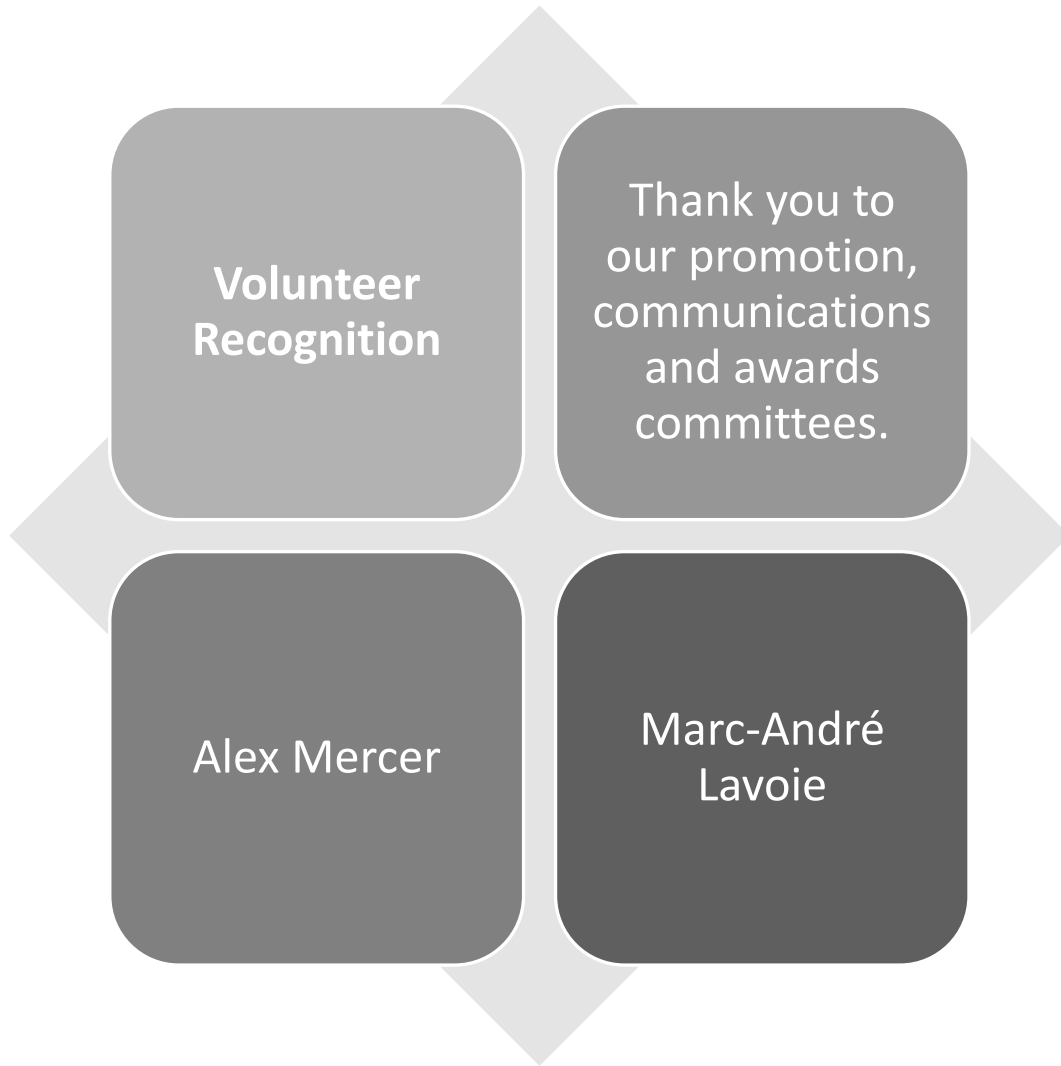 Volunteer
Recognition
Thank you to
our promotion,
communications
and awards
committees.
Alex Mercer
Marc-André
Lavoie